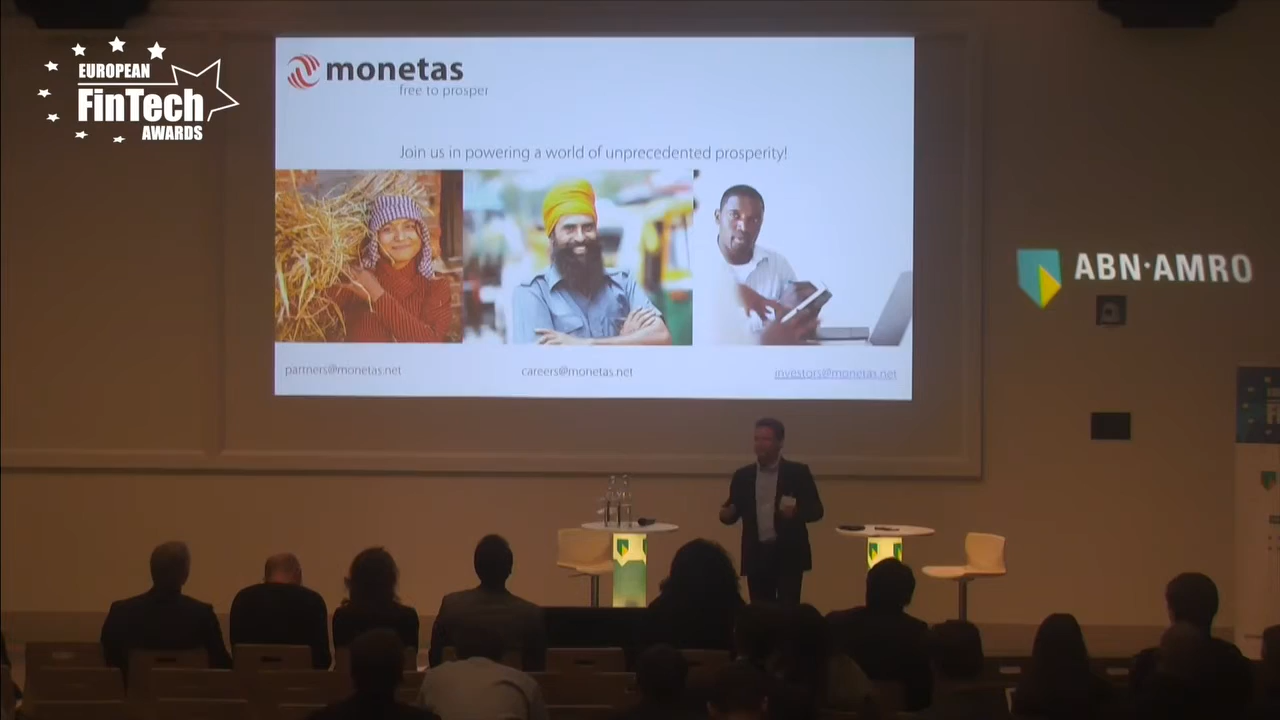 EUROPEAN
FinTech
AWARDS
monetas
free to prosper
Join us in powering a world of unprecedented prosperity!
partners@monetas.net
careers@monetas.net
investors@monetas.net
ABN·AMRO